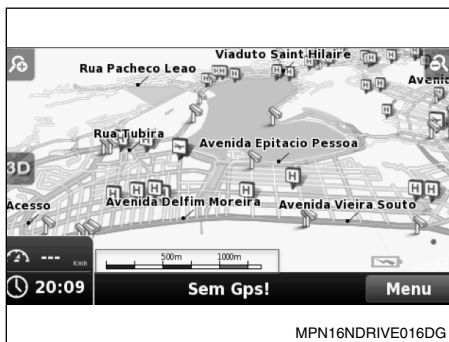 Viaduto Saint Hilaire
Rua Pacheco Leao
Avenid
Rua Tubira
Avenida Epitacio Pessoa
3D
Acesso
Avenida Delfim Moreira
Avenida Vieira Souto
500m 1000m
--- Kmh
20:09 Sem Gps! Menu
MPN16NDRIVE016DG